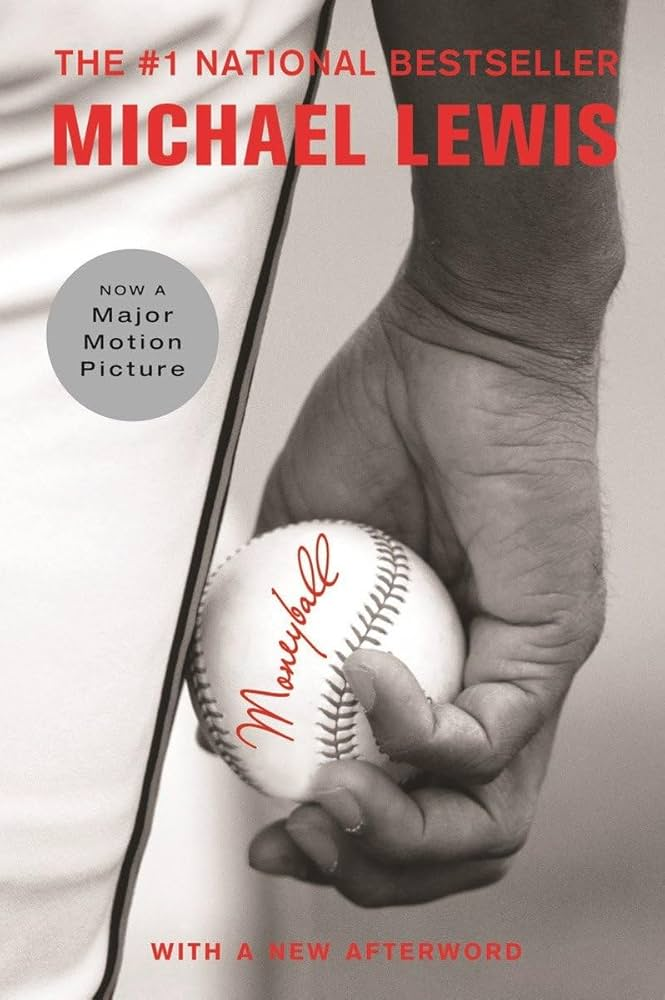 THE #1 NATIONAL BESTSELLER
MICHAEL LEWIS
NOW A
Major
Motion
Picture
Moneyball
WITH A NEW AFTERWORD